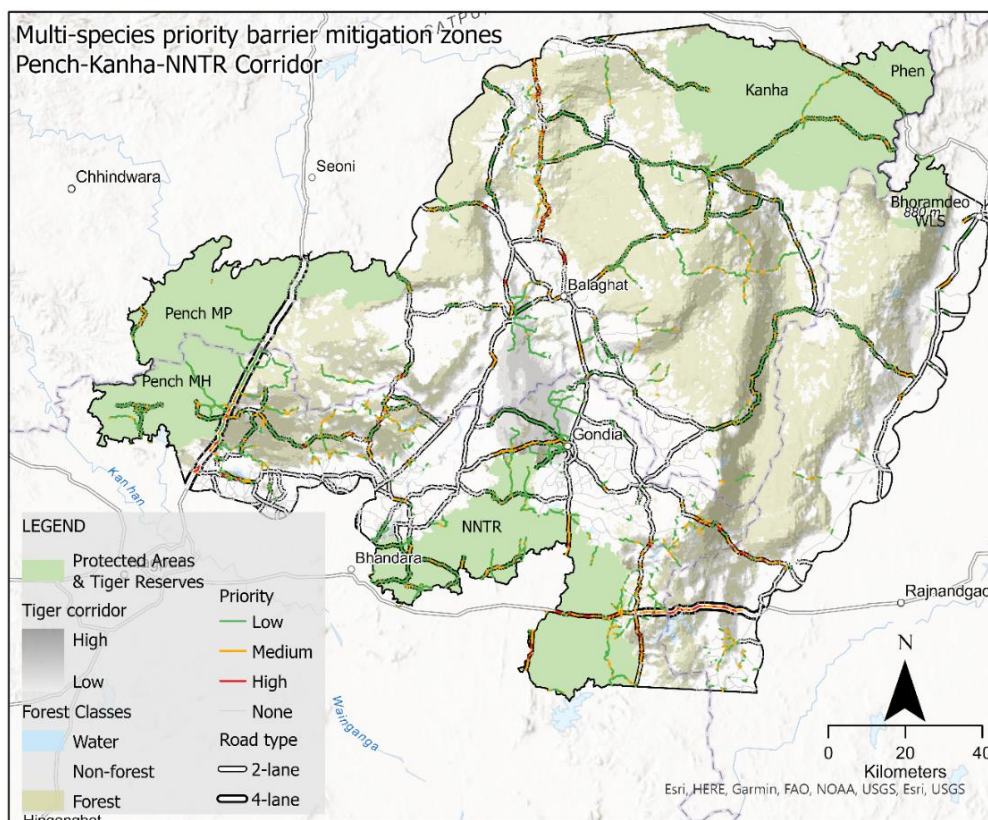 Multi-species priority barrier mitigation zones
Pench-Kanha-NNTR Corridor
Phen
Kanha
Seoni
Chhindwara
Bhoramdeo
880 m
WLS
Balaghat
Pench MP
Pench MH
Gondia
Kanhan
NNTR
Bhandara
Rajnandgao
Wainganga
LEGEND
Protected Areas
& Tiger Reserves
Tiger corridor
High
Low
Forest Classes
Water
Non-forest
Forest
Priority
Low
Medium
High
None
Road type
2-lane
4-lane
N
0 20 40
Kilometers
Esri, HERE, Garmin, FAO, NOAA, USGS, Esri, USGS